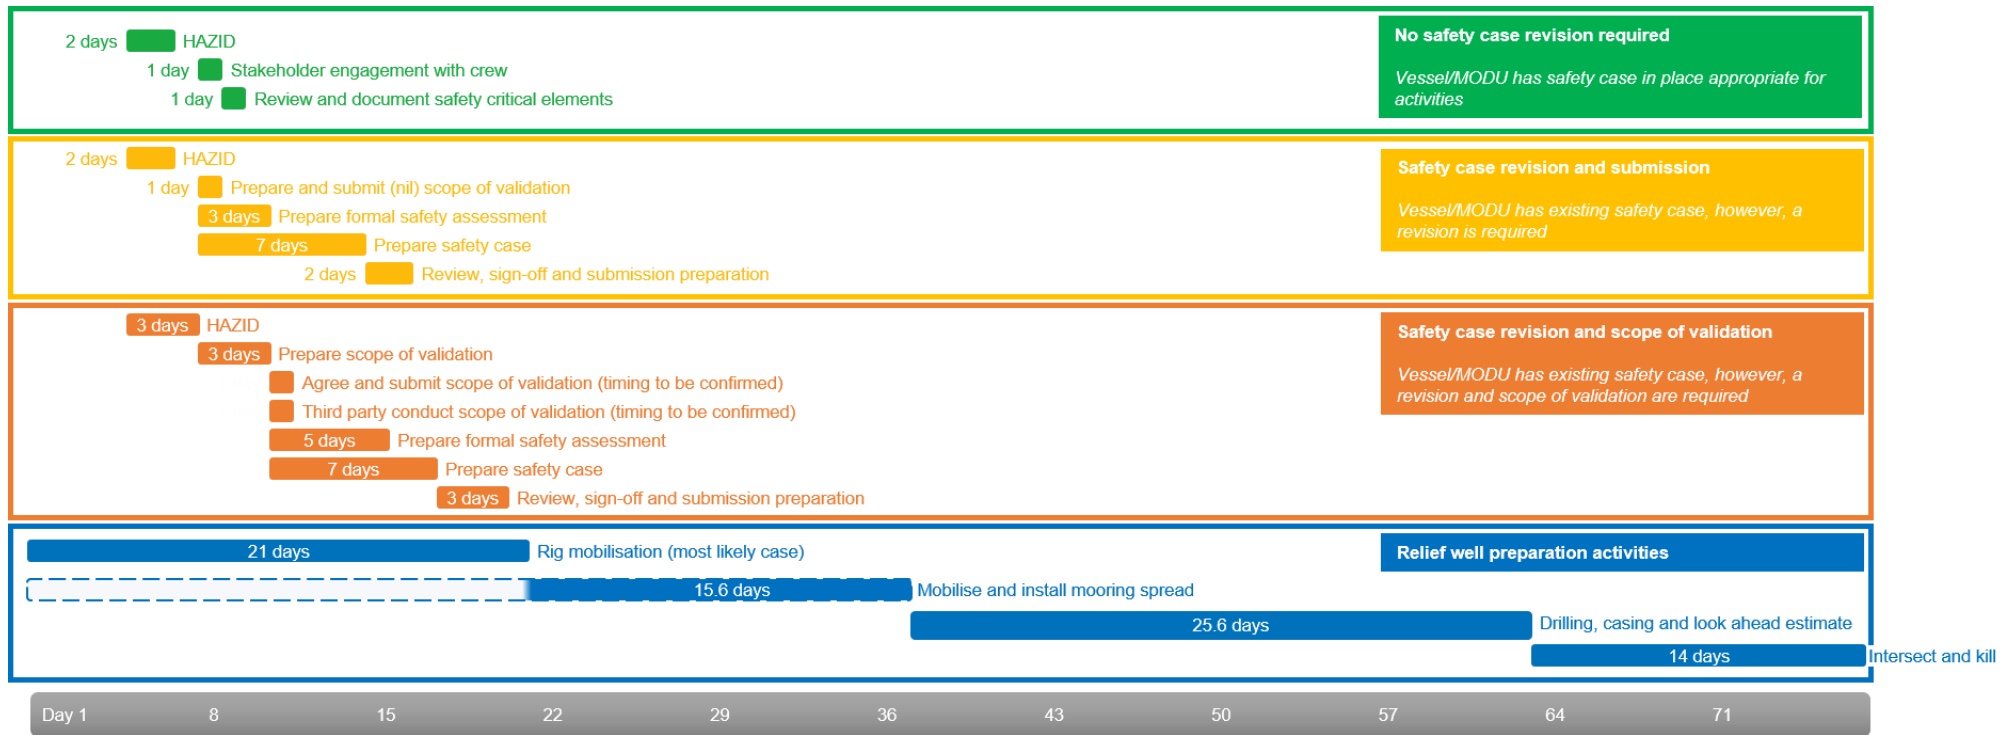 2 days HAZID
1 day Stakeholder engagement with crew
1 day Review and document safety critical elements
No safety case revision required
Vessel/MODU has safety case in place appropriate for
activities
2 days HAZID
1 day Prepare and submit (nil) scope of validation
3 days Prepare formal safety assessment
7 days Prepare safety case
2 days Review, sign-off and submission preparation
Safety case revision and submission
Vessel/MODU has existing safety case, however, a
revision is required
3 days HAZID
3 days Prepare scope of validation
Agree and submit scope of validation (timing to be confirmed)
Third party conduct scope of validation (timing to be confirmed)
5 days Prepare formal safety assessment
7 days Prepare safety case
3 days Review, sign-off and submission preparation
Safety case revision and scope of validation
Vessel/MODU has existing safety case, however, a
revision and scope of validation are required
21 days Rig mobilisation (most likely case)
15.6 days Mobilise and install mooring spread
25.6 days Drilling, casing and look ahead estimate
14 days Intersect and kill
Relief well preparation activities
Day 1 8 15 22 29 36 43 50 57 64 71